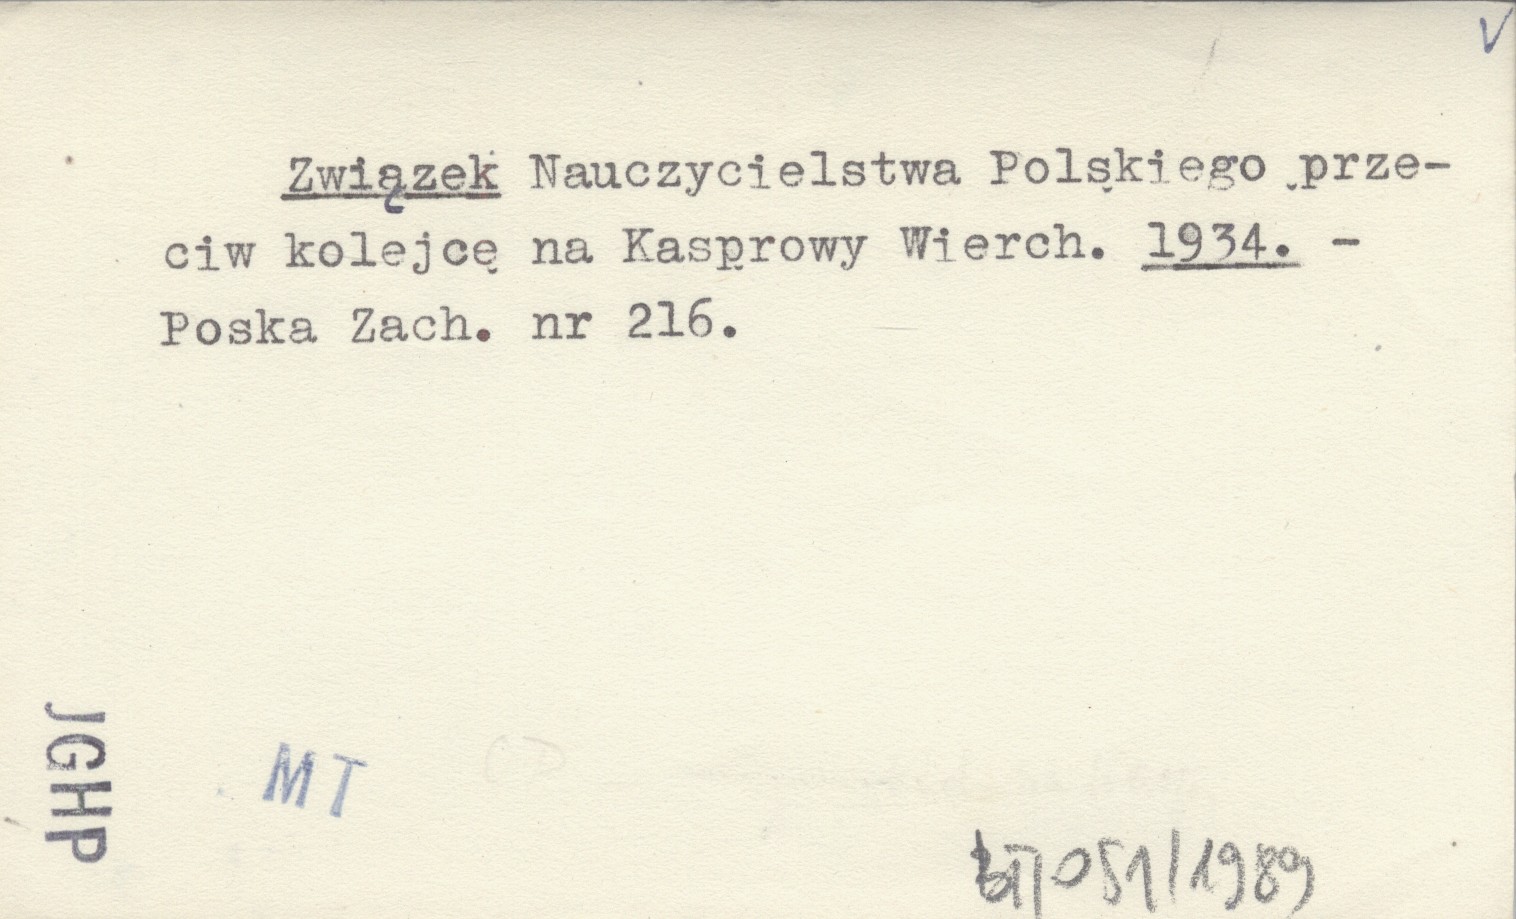 V
Związek Nauczycielstwa Polskiego prze-
ciw kolejcę na Kasprowy Wierch. 1934. -
Poska Zach. nr 216.
JGHP
MT
051/1989